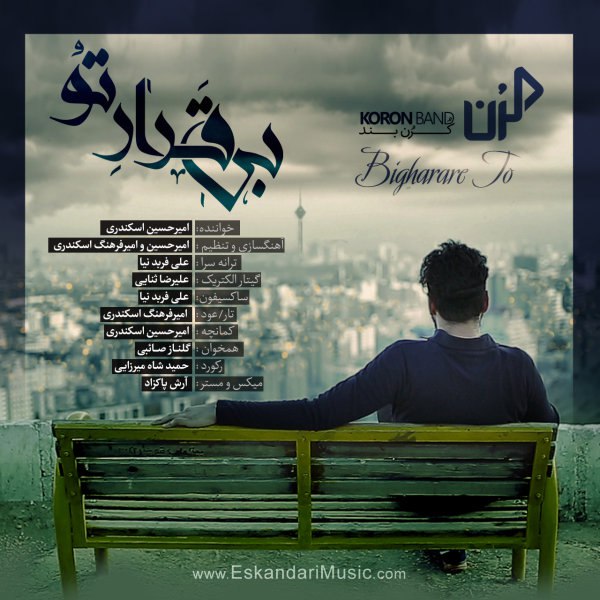 بی قرارِ تو
کُرُن
KORON BAND
کُرُن بند
Bigharare To
خواننده: امیرحسین اسکندری
آهنگسازی و تنظیم: امیرحسین و امیرفرهنگ اسکندری
ترانه سرا: علی فرید نیا
گیتار الکتریک: علیرضا ثنایی
ساکسیفون: علی فرید نیا
تار/عود: امیرفرهنگ اسکندری
کمانچه: امیرحسین اسکندری
همخوان: گلناز صائبی
رکورد: حمید شاه میرزایی
میکس و مستر: آرش پاکزاد
www.EskandariMusic.com